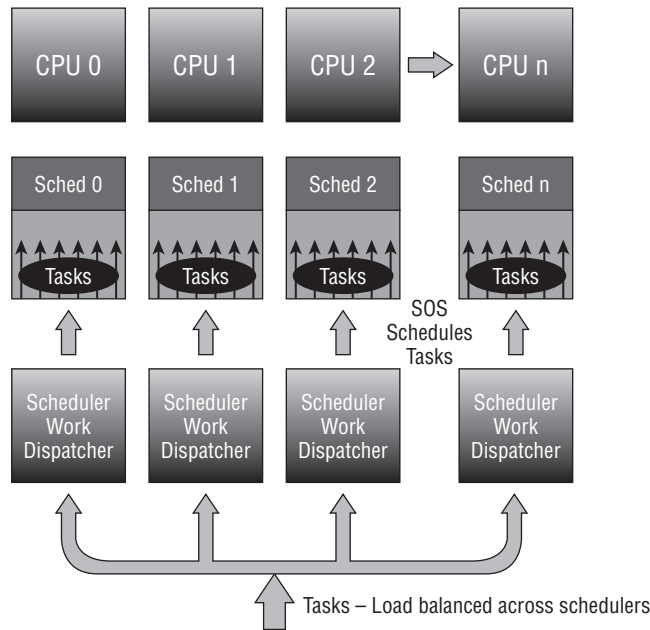 CPU 0
CPU 1
CPU 2
CPU n
Sched 0
Sched 1
Sched 2
Sched n
Tasks
Tasks
Tasks
Tasks
SOS
Schedules
Tasks
Scheduler
Work
Dispatcher
Scheduler
Work
Dispatcher
Scheduler
Work
Dispatcher
Scheduler
Work
Dispatcher
Tasks – Load balanced across schedulers